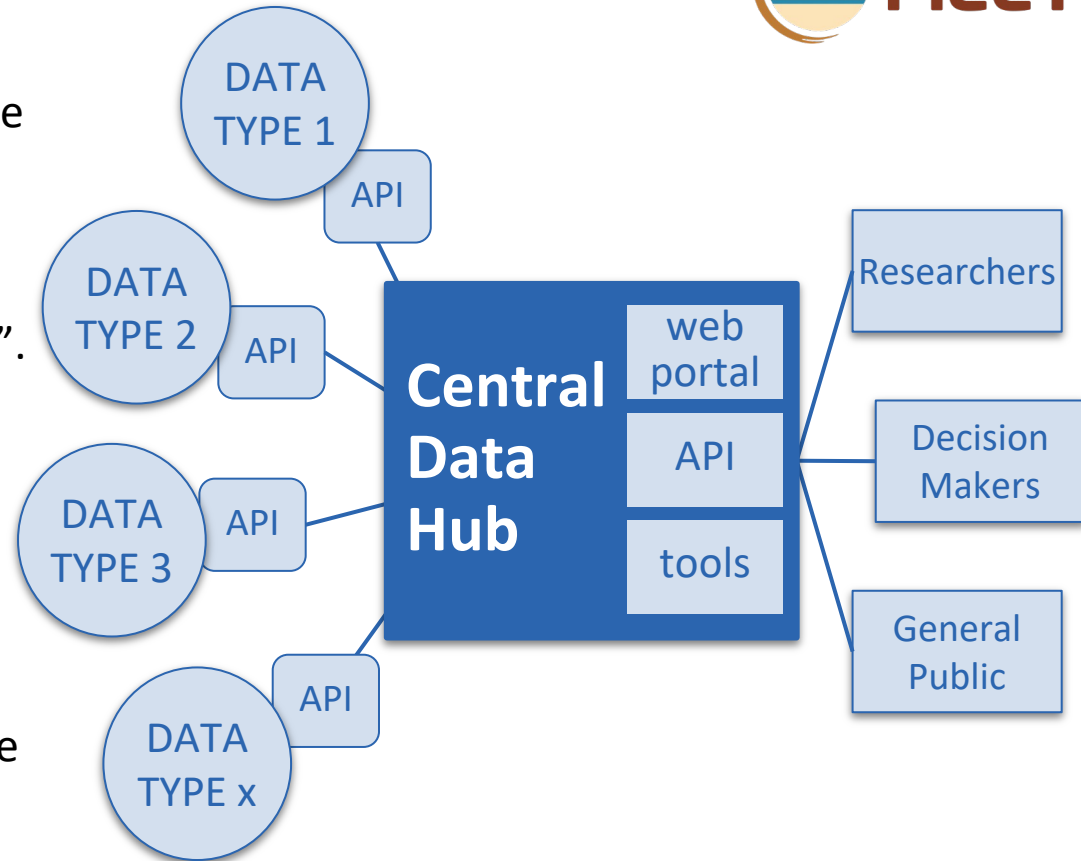 DATA
TYPE 1
API
e
DATA
TYPE 2
API
”.
DATA
TYPE 3
API
DATA
TYPE x
API
e
Central
Data
Hub
web
portal
API
tools
Researchers
Decision
Makers
General
Public